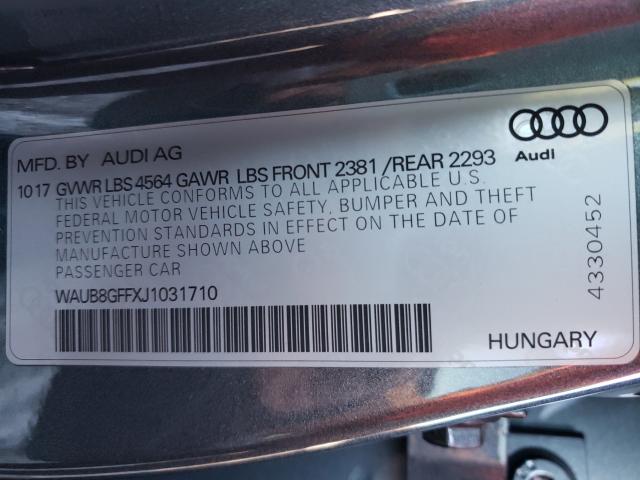 MFD. BY AUDI AG
Audi
10 17 GVWR LBS 4564 GAWR LBS FRONT 2381 /REAR 2293
THIS VEHICLE CONFORMS TO ALL APPLICABLE U.S.
FEDERAL MOTOR VEHICLE SAFETY, BUMPER AND THEFT
PREVENTION STANDARDS IN EFFECT ON THE DATE OF
MANUFACTURE SHOWN ABOVE
PASSENGER CAR
WAUB8GFFXJ1031710
4330452
HUNGARY